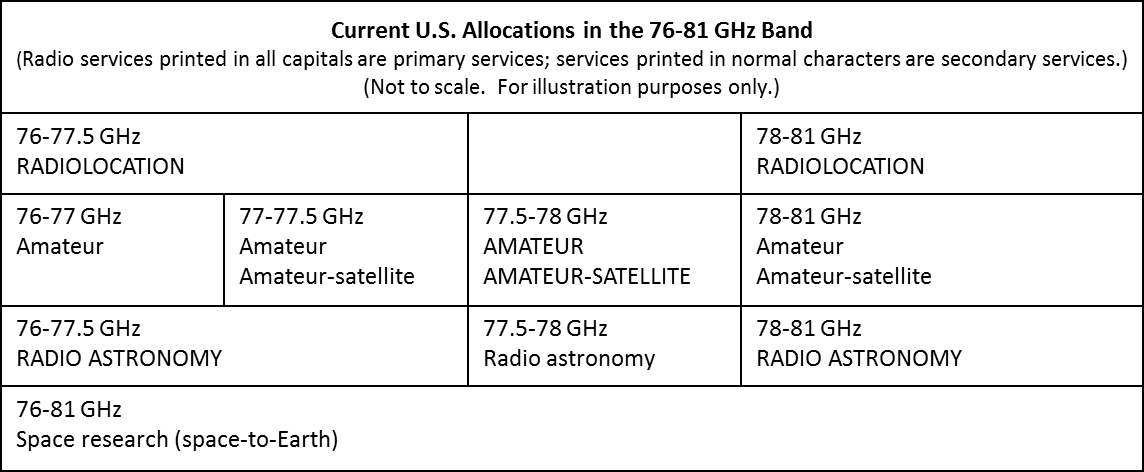 Current U.S. Allocations in the 76-81 GHz Band
(Radio services printed in all capitals are primary services; services printed in normal characters are secondary services.)
(Not to scale.  For illustration purposes only.)
76-77.5 GHz
RADIOLOCATION
78-81 GHz
RADIOLOCATION
76-77 GHz
Amateur
77-77.5 GHz
Amateur
Amateur-satellite
77.5-78 GHz
AMATEUR
AMATEUR-SATELLITE
78-81 GHz
Amateur
Amateur-satellite
76-77.5 GHz
RADIO ASTRONOMY
77.5-78 GHz
Radio astronomy
78-81 GHz
RADIO ASTRONOMY
76-81 GHz
Space research (space-to-Earth)